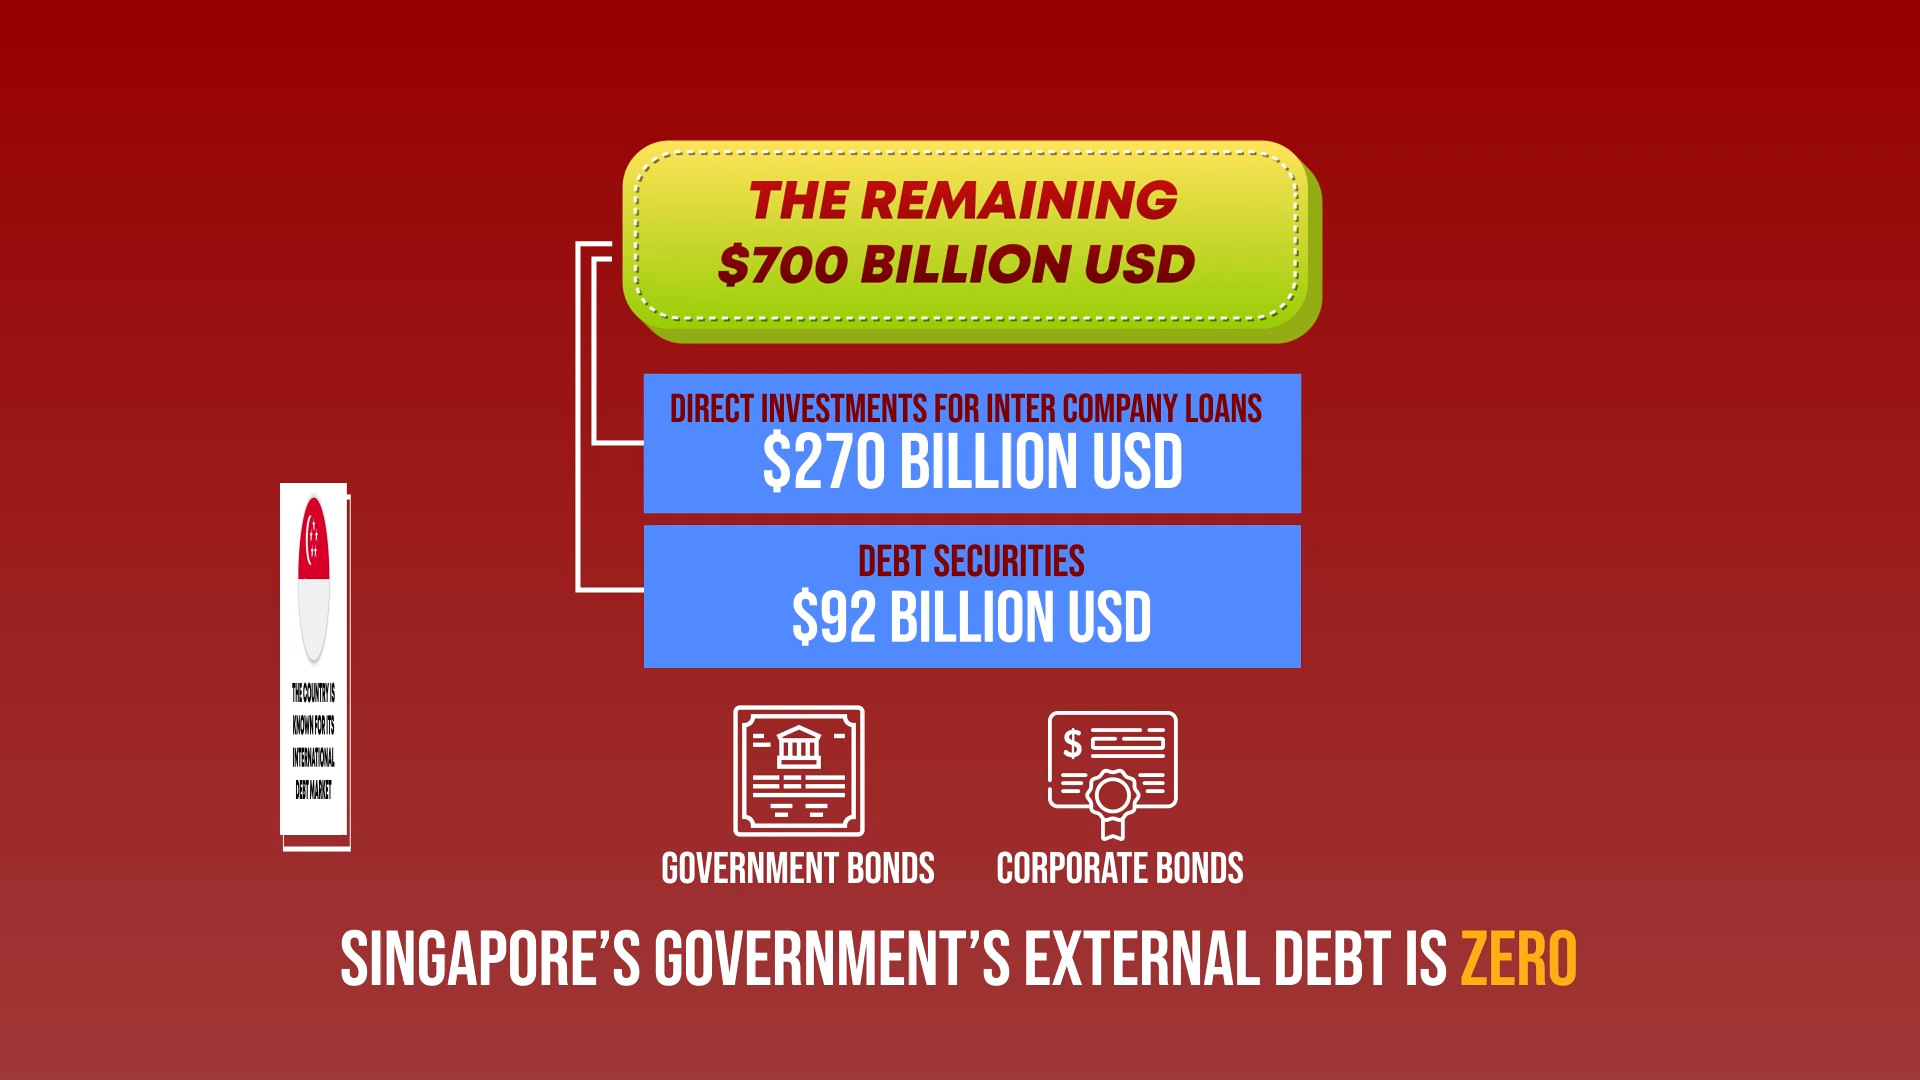 THE REMAINING
$700 BILLION USD
DIRECT INVESTMENTS FOR INTER COMPANY LOANS
$270 BILLION USD
DEBT SECURITIES
$92 BILLION USD
THE COUNTRY IS
KNOWN FOR ITS
INTERNATIONAL
DEBT MARKET
$
GOVERNMENT BONDS
CORPORATE BONDS
SINGAPORE’S GOVERNMENT’S EXTERNAL DEBT IS ZERO